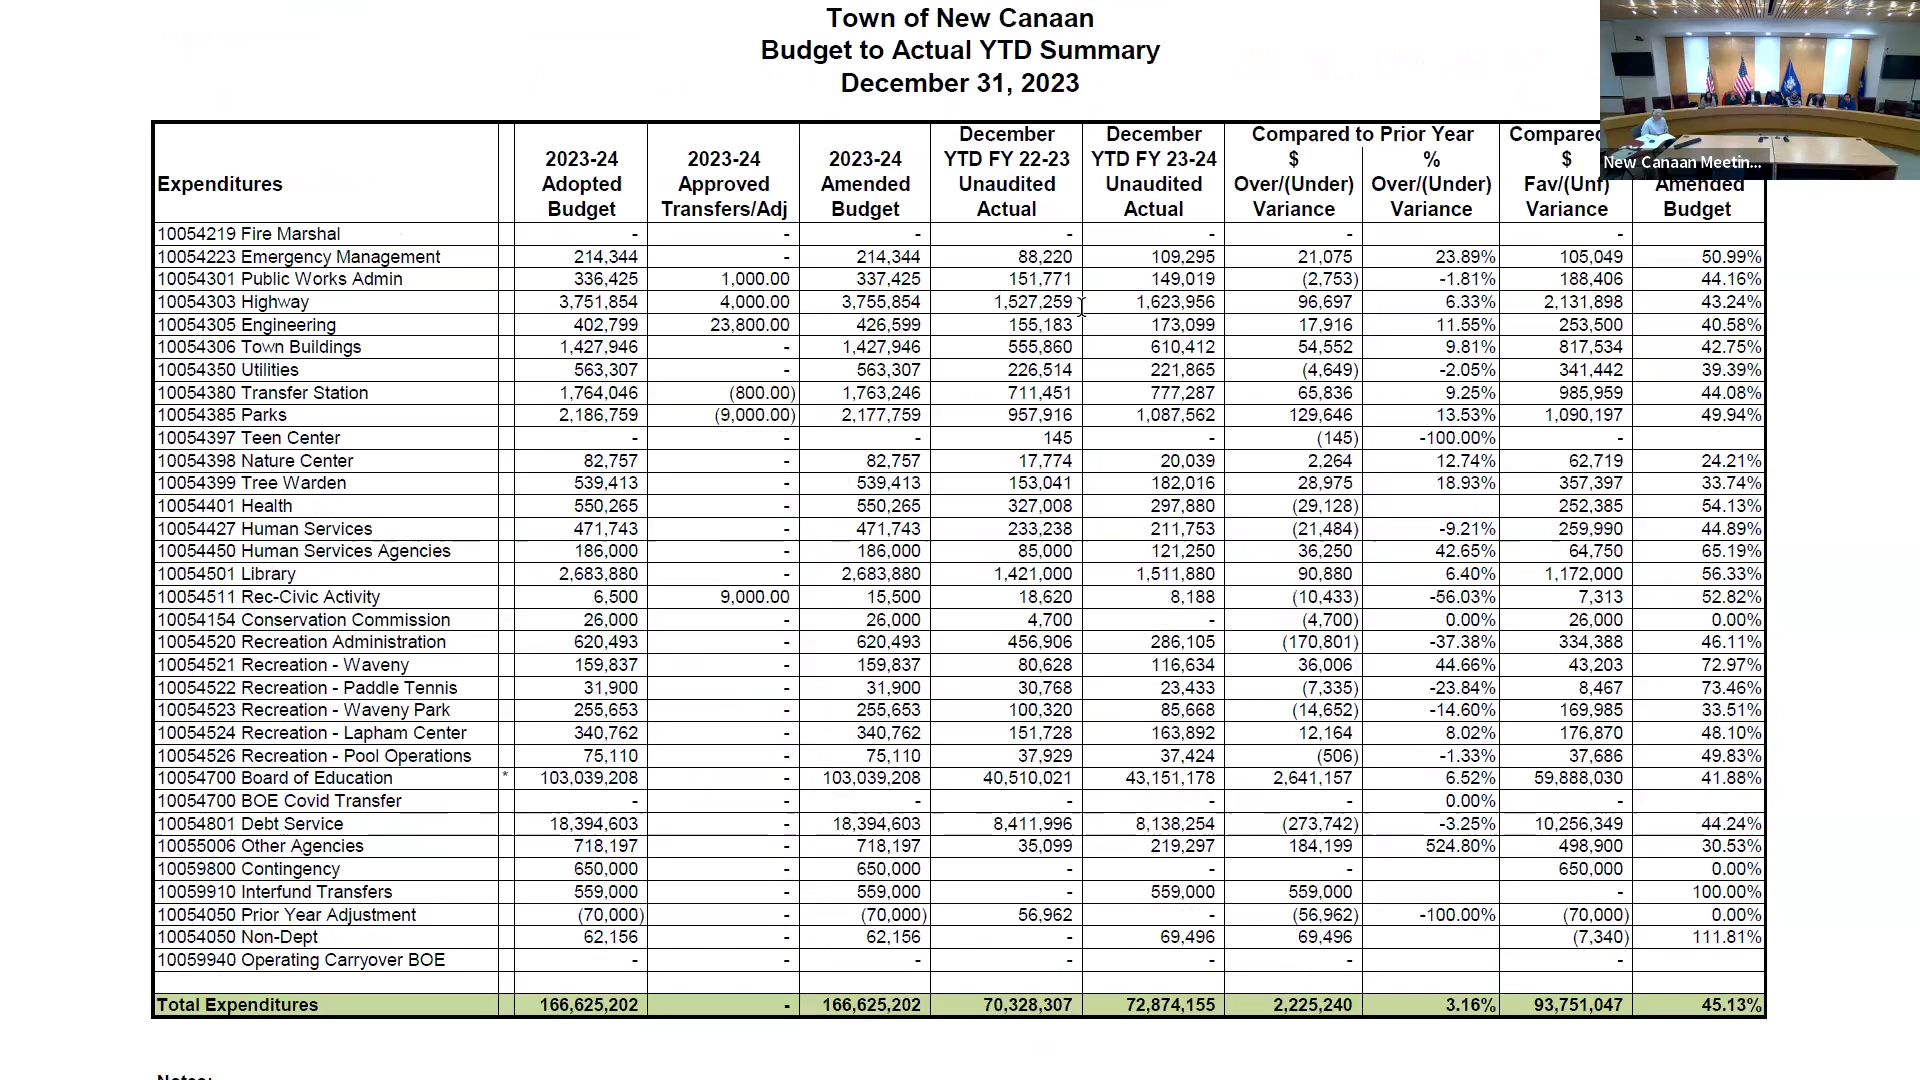 Town of New Canaan
Budget to Actual YTD Summary
December 31, 2023
Expenditures 2023-24 Adopted Budget 2023-24 Approved Transfers/Adj 2023-24 Amended Budget December YTD FY 22-23 Unaudited Actual December YTD FY 23-24 Unaudited Actual Compared to Prior Year $ Over/(Under) Variance % Over/(Under) Variance $ Fav/(Unf) Variance Amended Budget
New Canaan Meetin...
10054219 Fire Marshal - - - - - - -
10054223 Emergency Management 214,344 - 214,344 88,220 109,295 21,075 23.89% 105,049 50.99%
10054301 Public Works Admin 336,425 1,000.00 337,425 151,771 149,019 (2,753) -1.81% 188,406 44.16%
10054303 Highway 3,751,854 4,000.00 3,755,854 1,527,259 1,623,956 96,697 6.33% 2,131,898 43.24%
10054305 Engineering 402,799 23,800.00 426,599 155,183 173,099 17,916 11.55% 253,500 40.58%
10054306 Town Buildings 1,427,946 - 1,427,946 555,860 610,412 54,552 9.81% 817,534 42.75%
10054350 Utilities 563,307 - 563,307 226,514 221,865 (4,649) -2.05% 341,442 39.39%
10054380 Transfer Station 1,764,046 (800.00) 1,763,246 711,451 777,287 65,836 9.25% 985,959 44.08%
10054385 Parks 2,186,759 (9,000.00) 2,177,759 957,916 1,087,562 129,646 13.53% 1,090,197 49.94%
10054397 Teen Center - - - 145 - (145) -100.00% -
10054398 Nature Center 82,757 - 82,757 17,774 20,039 2,264 12.74% 62,719 24.21%
10054399 Tree Warden 539,413 - 539,413 153,041 182,016 28,975 18.93% 357,397 33.74%
10054401 Health 550,265 - 550,265 327,008 297,880 (29,128) 252,385 54.13%
10054427 Human Services 471,743 - 471,743 233,238 211,753 (21,484) -9.21% 259,990 44.89%
10054450 Human Services Agencies 186,000 - 186,000 85,000 121,250 36,250 42.65% 64,750 65.19%
10054501 Library 2,683,880 - 2,683,880 1,421,000 1,511,880 90,880 6.40% 1,172,000 56.33%
10054511 Rec-Civic Activity 6,500 9,000.00 15,500 18,620 8,188 (10,433) -56.03% 7,313 52.82%
10054154 Conservation Commission 26,000 - 26,000 4,700 - (4,700) 0.00% 26,000 0.00%
10054520 Recreation Administration 620,493 - 620,493 456,906 286,105 (170,801) -37.38% 334,388 46.11%
10054521 Recreation - Waveny 159,837 - 159,837 80,628 116,634 36,006 44.66% 43,203 72.97%
10054522 Recreation - Paddle Tennis 31,900 - 31,900 30,768 23,433 (7,335) -23.84% 8,467 73.46%
10054523 Recreation - Waveny Park 255,653 - 255,653 100,320 85,668 (14,652) -14.60% 169,985 33.51%
10054524 Recreation - Lapham Center 340,762 - 340,762 151,728 163,892 12,164 8.02% 176,870 48.10%
10054526 Recreation - Pool Operations 75,110 - 75,110 37,929 37,424 (506) -1.33% 37,686 49.83%
10054700 Board of Education * 103,039,208 - 103,039,208 40,510,021 43,151,178 2,641,157 6.52% 59,888,030 41.88%
10054700 BOE Covid Transfer - - - - - - 0.00% -
10054801 Debt Service 18,394,603 - 18,394,603 8,411,996 8,138,254 (273,742) -3.25% 10,256,349 44.24%
10055006 Other Agencies 718,197 - 718,197 35,099 219,297 184,199 524.80% 498,900 30.53%
10059800 Contingency 650,000 - 650,000 - - - 650,000 0.00%
10059910 Interfund Transfers 559,000 - 559,000 - 559,000 559,000 - 100.00%
10054050 Prior Year Adjustment (70,000) - (70,000) 56,962 - (56,962) -100.00% (70,000) 0.00%
10054050 Non-Dept 62,156 - 62,156 - 69,496 69,496 (7,340) 111.81%
10059940 Operating Carryover BOE - - - - - - -
Total Expenditures 166,625,202 - 166,625,202 70,328,307 72,874,155 2,225,240 3.16% 93,751,047 45.13%